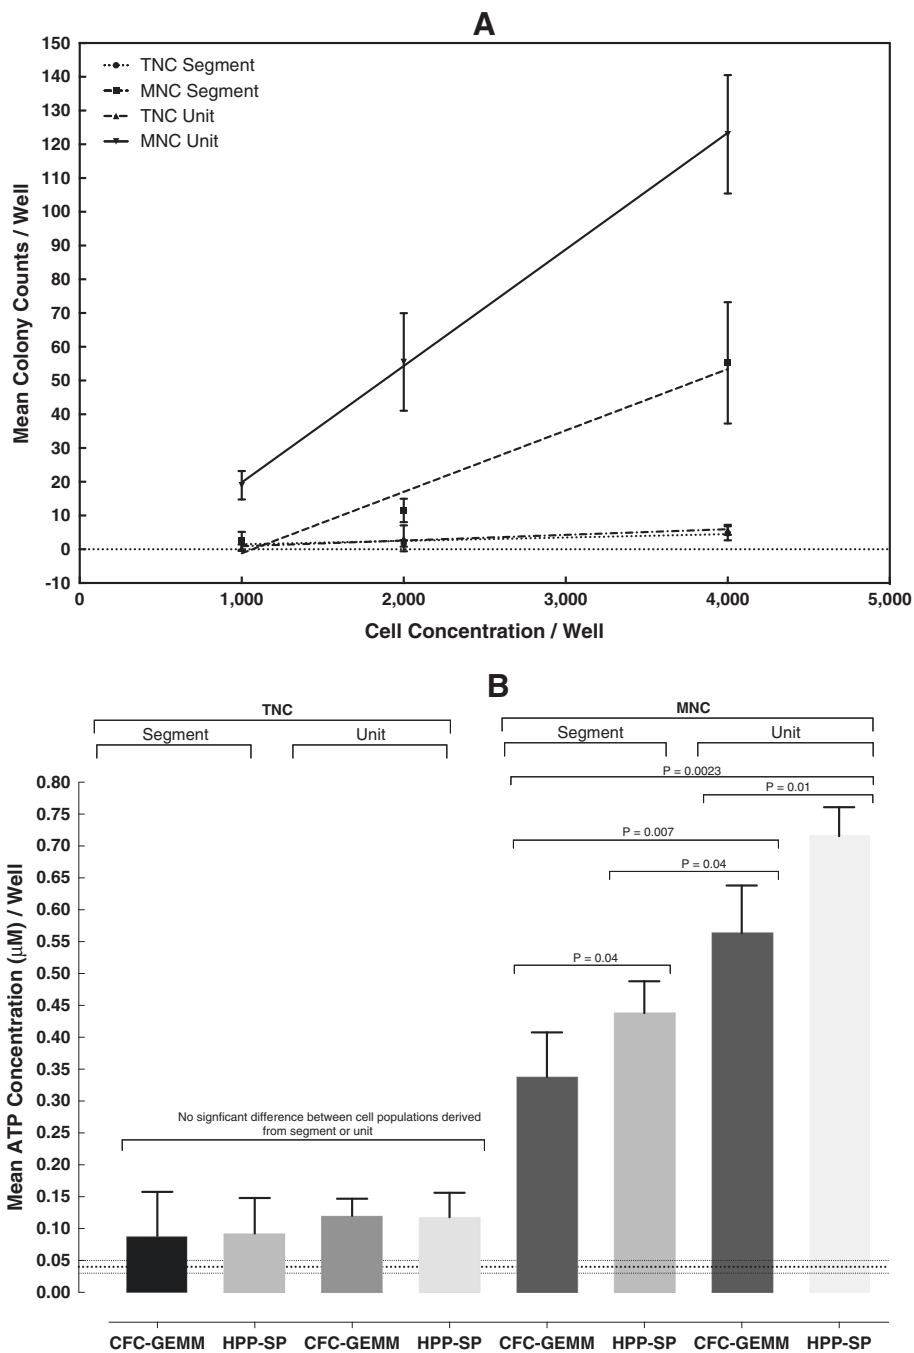 A
150
140
130
120
110
100
90
80
70
60
50
40
30
20
10
0
-10
Mean Colony Counts / Well
TNC Segment
MNC Segment
TNC Unit
MNC Unit
0
1,000
2,000
3,000
4,000
5,000
Cell Concentration / Well
B
TNC
MNC
Segment
Unit
Segment
Unit
P = 0.0023
P = 0.01
P = 0.007
P = 0.04
P = 0.04
No signficant difference between cell populations derived
from segment or unit
0.80
0.75
0.70
0.65
0.60
0.55
0.50
0.45
0.40
0.35
0.30
0.25
0.20
0.15
0.10
0.05
0.00
Mean ATP Concentration (μM) / Well
CFC-GEMM
HPP-SP
CFC-GEMM
HPP-SP
CFC-GEMM
HPP-SP
CFC-GEMM
HPP-SP